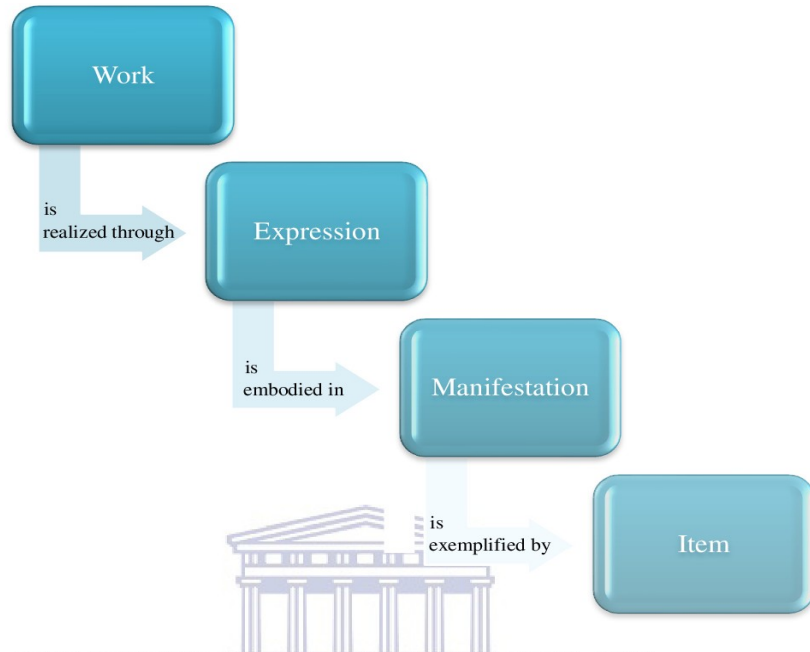 Work
is
realized through
Expression
is
embodied in
Manifestation
is
exemplified by
Item